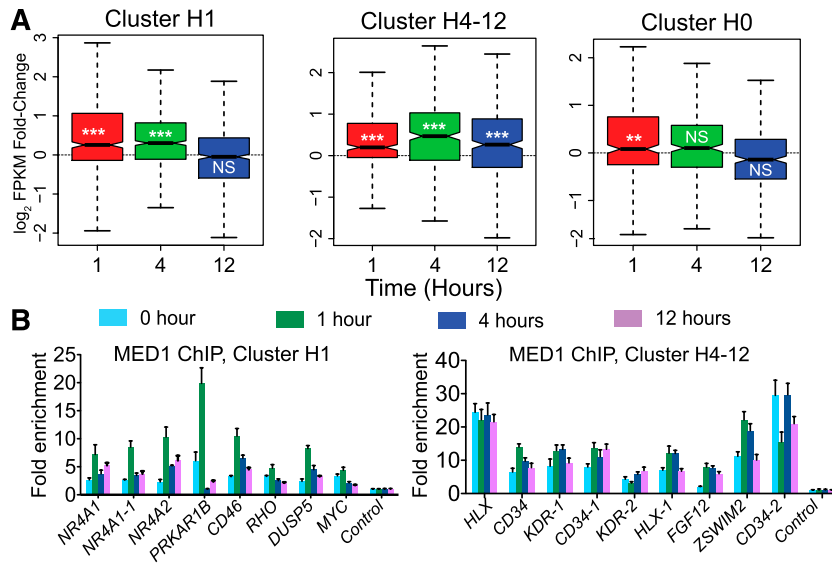 A
Cluster H1
Cluster H4-12
Cluster H0
log2 FPKM Fold-Change
3
2
1
0
−1
−2
***
***
NS
1
4
12
2
1
0
−1
−2
***
***
***
1
4
12
2
1
0
−1
−2
**
NS
NS
1
4
12
Time (Hours)
B
0 hour
1 hour
4 hours
12 hours
MED1 ChIP, Cluster H1
Fold enrichment
25
20
15
10
5
0
NR4A1
NR4A1-1
NR4A2
PRKAR1B
CD46
RHO
DUSP5
MYC
Control
MED1 ChIP, Cluster H4-12
Fold enrichment
40
30
20
10
0
HLX
CD34
KDR-1
CD34-1
KDR-2
HLX-1
FGF12
ZSWIM2
CD34-2
Control